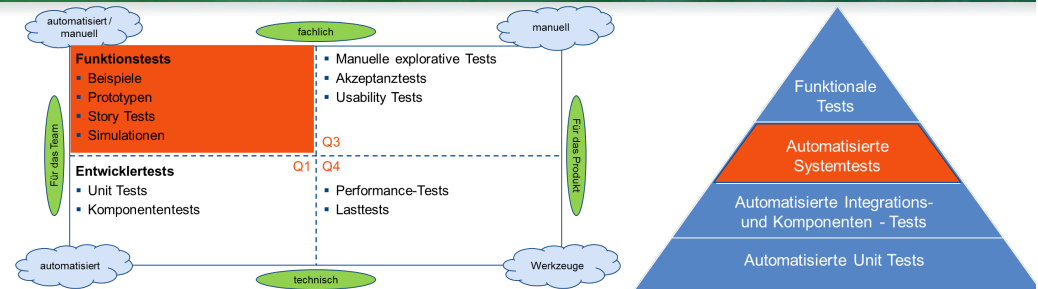 automatisiert /
manuell
fachlich
manuell
Funktionstests
Beispiele
Prototypen
Story Tests
Simulationen
Manuelle explorative Tests
Akzeptanztests
Usability Tests
Q3
Für das Team
Für das Produkt
Q1
Q4
Entwicklertests
Unit Tests
Komponententests
Performance-Tests
Lasttests
automatisiert
technisch
Werkzeuge
Funktionale
Tests
Automatisierte
Systemtests
Automatisierte Integrations-
und Komponenten - Tests
Automatisierte Unit Tests